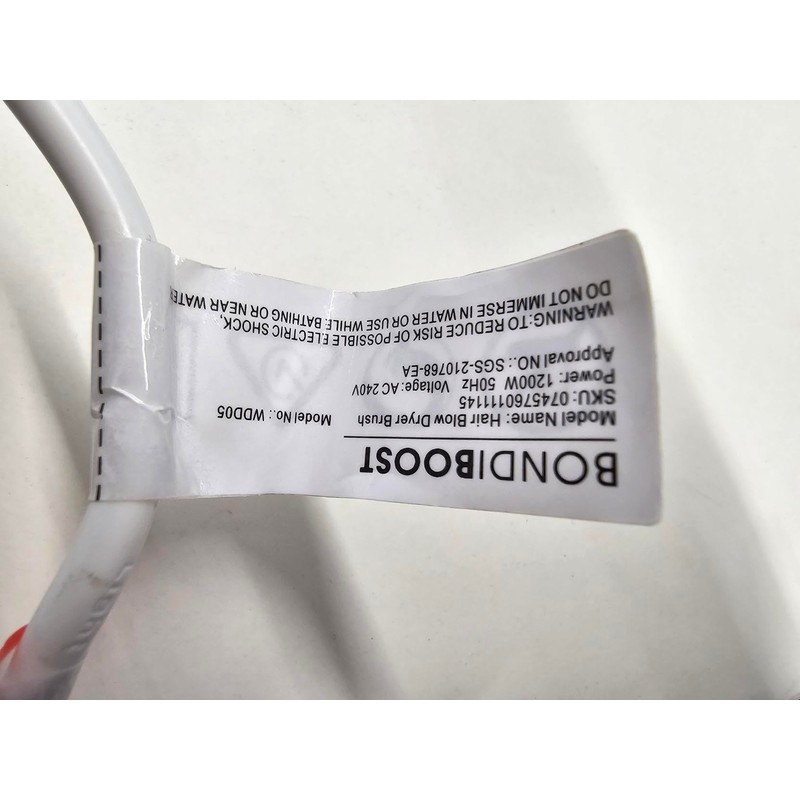 BONDIBOOST
Model Name: Hair Blow Dryer Brush Model No.: WDD05
SKU: 0745760111145
Power: 1200W 50Hz Voltage: AC 240V
Approval NO.: SGS-210768-EA
WARNING:TO REDUCE RISK OF POSSIBLE ELECTRIC SHOCK,
DO NOT IMMERSE IN WATER OR USE WHILE BATHING OR NEAR WATER